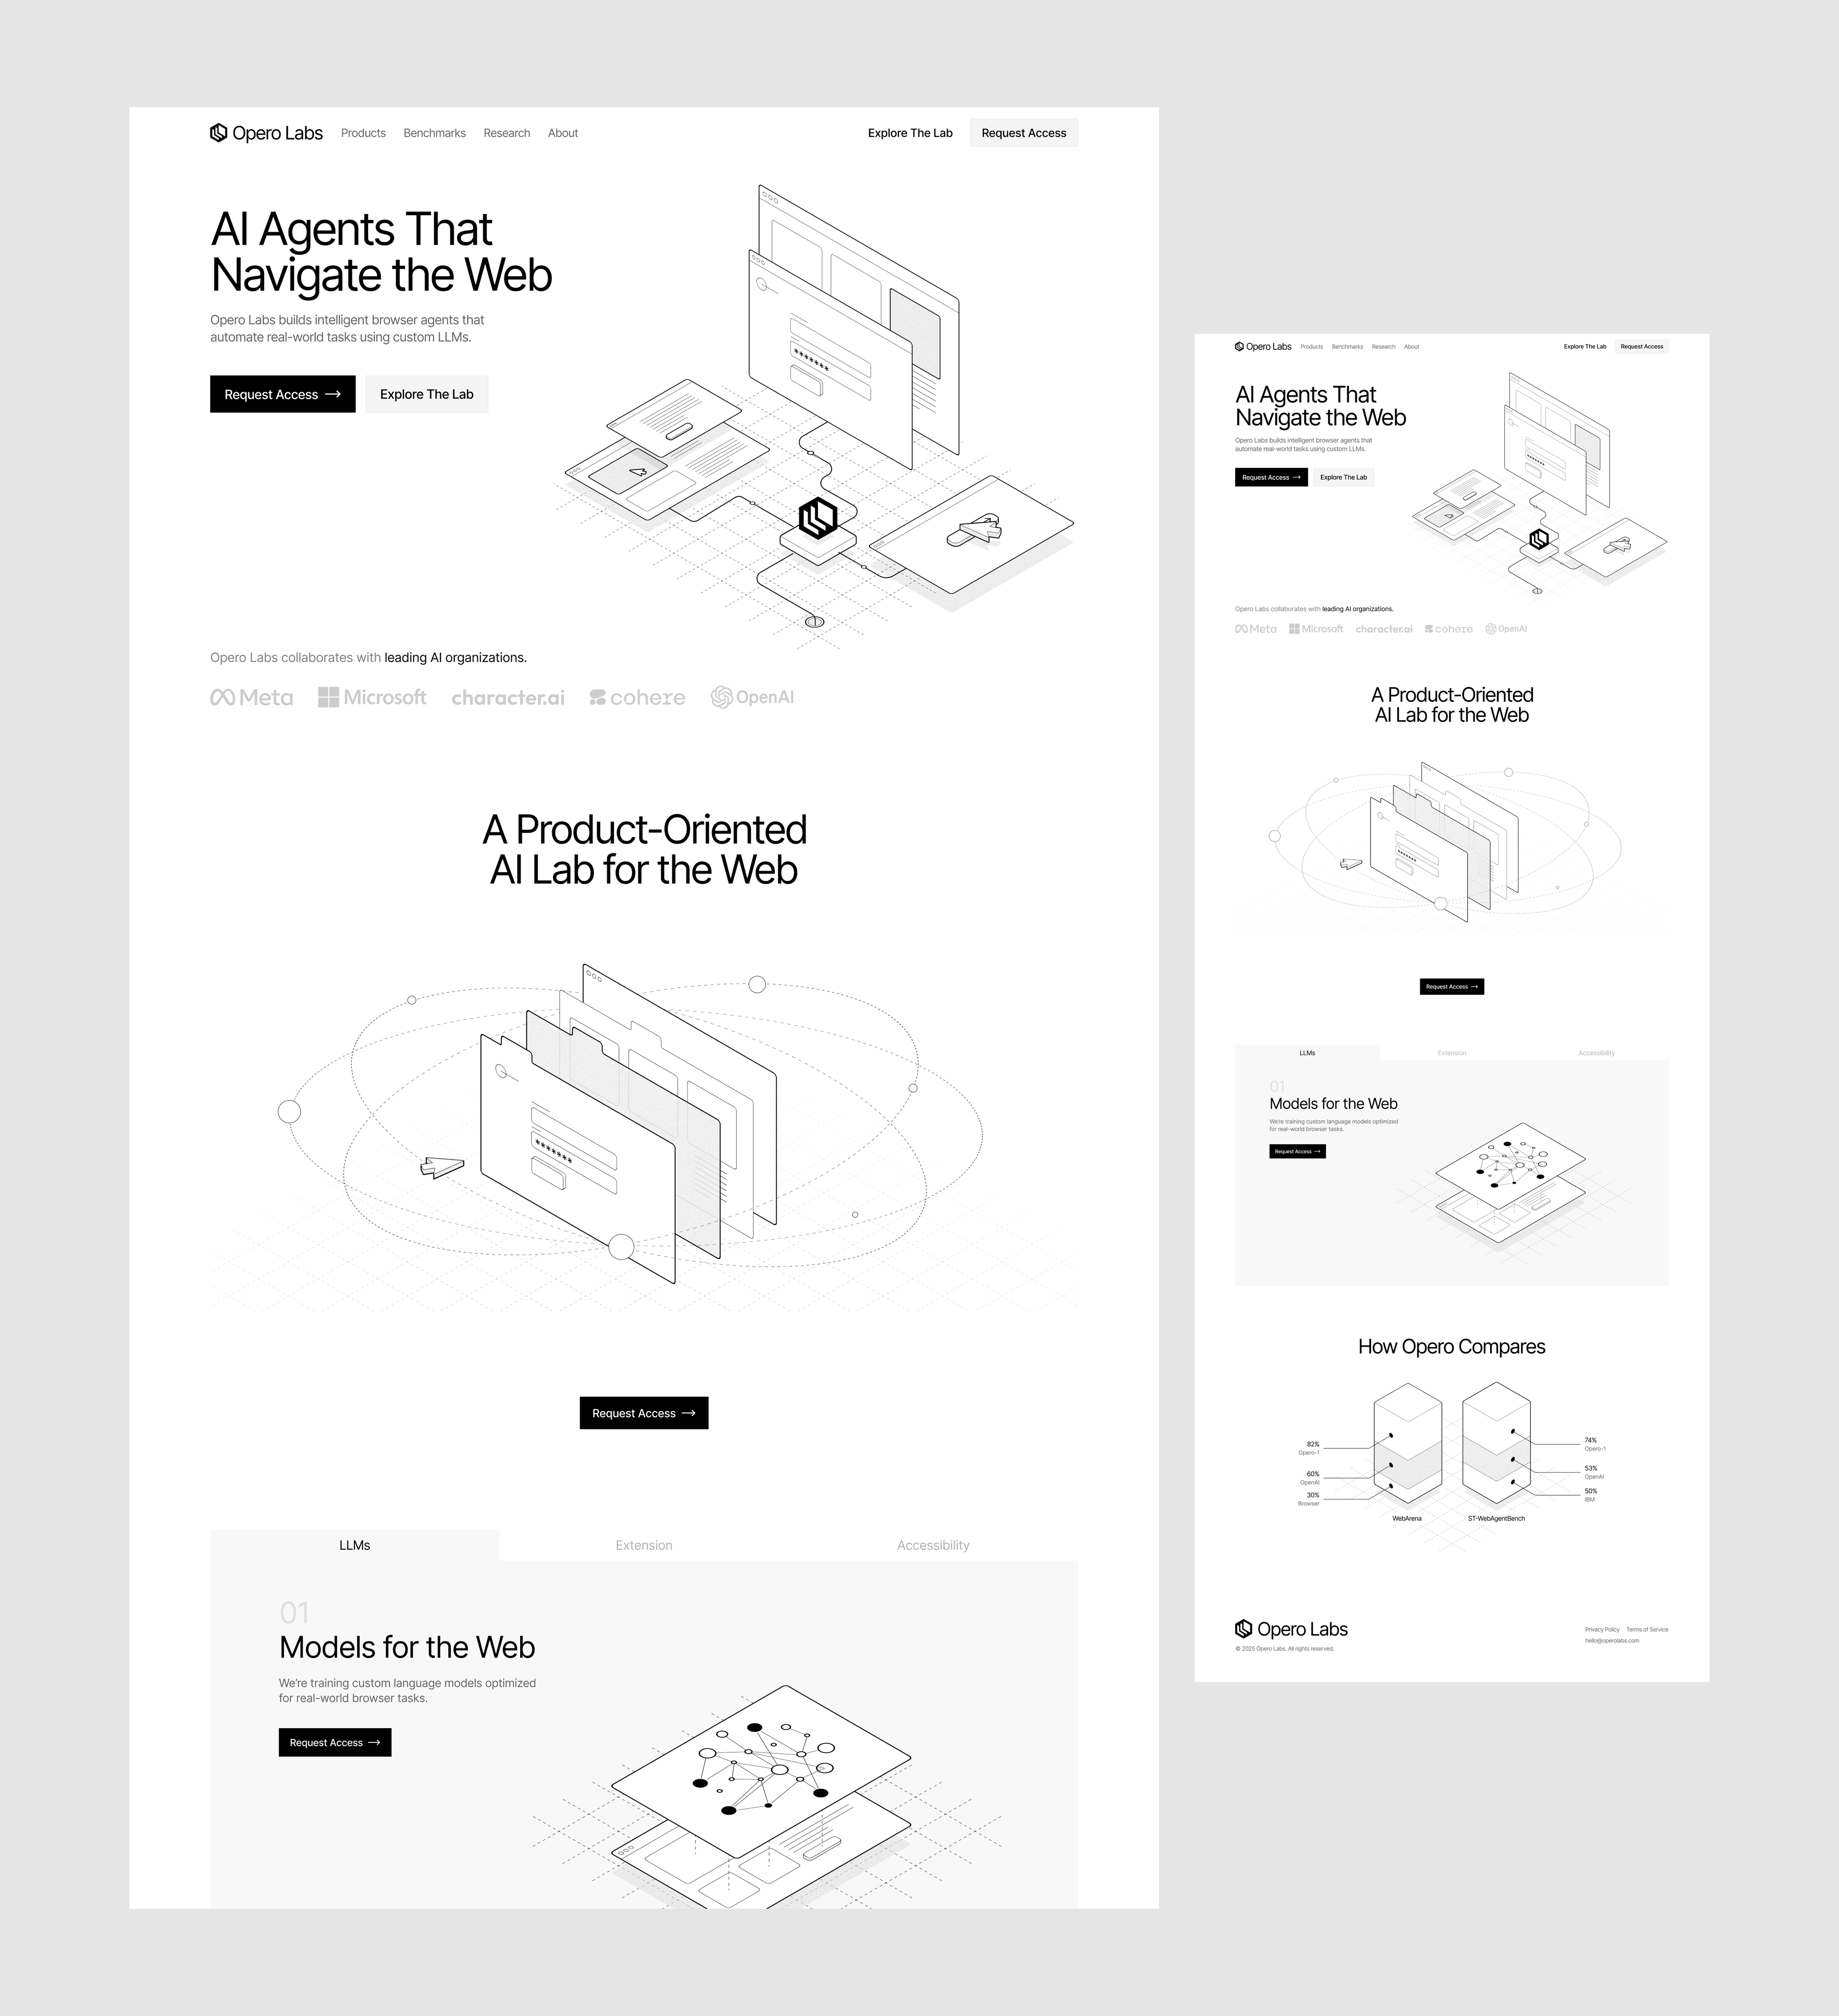 Opero Labs
Products
Benchmarks
Research
About
Explore The Lab
Request Access
AI Agents That
Navigate the Web
Opero Labs builds intelligent browser agents that
automate real-world tasks using custom LLMs.
Request Access
Explore The Lab
Opero Labs collaborates with leading AI organizations.
Meta
Microsoft
character.ai
cohere
OpenAI
A Product-Oriented
AI Lab for the Web
Request Access
LLMs
Extension
Accessibility
01
Models for the Web
We're training custom language models optimized
for real-world browser tasks.
Request Access
Opero Labs
Products
Benchmarks
Research
About
Explore The Lab
Request Access
AI Agents That
Navigate the Web
Opero Labs builds intelligent browser agents that
automate real-world tasks using custom LLMs.
Request Access
Explore The Lab
Opero Labs collaborates with leading AI organizations.
Meta
Microsoft
character.ai
cohere
OpenAI
A Product-Oriented
AI Lab for the Web
Request Access
LLMs
Extension
Accessibility
01
Models for the Web
We're training custom language models optimized
for real-world browser tasks.
Request Access
How Opero Compares
82%
Opero-1
60%
OpenAI
30%
Browser
WebArena
74%
Opero-1
53%
OpenAI
50%
IBM
ST-WebAgentBench
Opero Labs
© 2025 Opero Labs. All rights reserved.
Privacy Policy
Terms of Service
hello@operolabs.com